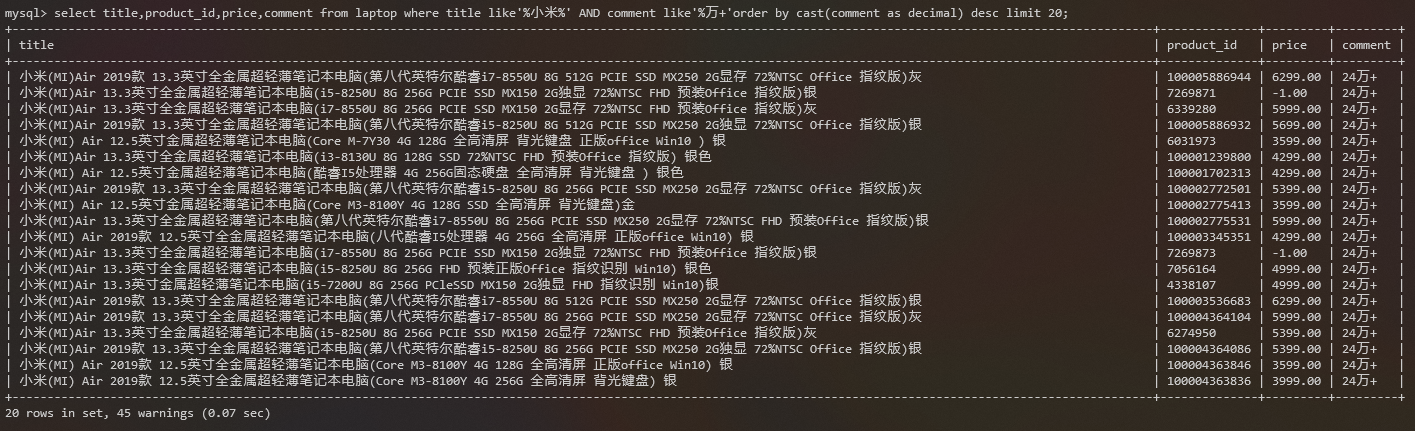 mysql> select title,product_id,price,comment from laptop where title like'%小米%' AND comment like'%万+'order by cast(comment as decimal) desc limit 20;
| title | product_id | price | comment |
| 小米(MI)Air 2019款 13.3英寸全金属超轻薄笔记本电脑(第八代英特尔酷睿i7-8550U 8G 512G PCIE SSD MX250 2G显存 72%NTSC Office 指纹版)灰 | 100005886944 | 6299.00 | 24万+ |
| 小米(MI)Air 13.3英寸全金属超轻薄笔记本电脑(i5-8250U 8G 256G PCIE SSD MX150 2G独显 72%NTSC FHD 预装Office 指纹版)银 | 7269871 | -1.00 | 24万+ |
| 小米(MI)Air 13.3英寸全金属超轻薄笔记本电脑(i7-8550U 8G 256G PCIE SSD MX150 2G显存 72%NTSC FHD 预装Office 指纹版)灰 | 6339280 | 5999.00 | 24万+ |
| 小米(MI)Air 2019款 13.3英寸全金属超轻薄笔记本电脑(第八代英特尔酷睿i5-8250U 8G 512G PCIE SSD MX250 2G独显 72%NTSC Office 指纹版)银 | 100005886932 | 5699.00 | 24万+ |
| 小米(MI) Air 12.5英寸金属超轻薄笔记本电脑(Core M-7Y30 4G 128G 全高清屏 背光键盘 正版office Win10 ) 银 | 6031973 | 3599.00 | 24万+ |
| 小米(MI)Air 13.3英寸全金属超轻薄笔记本电脑(i3-8130U 8G 128G SSD 72%NTSC FHD 预装Office 指纹版) 银色 | 100001239800 | 4299.00 | 24万+ |
| 小米(MI) Air 12.5英寸金属超轻薄笔记本电脑(酷睿I5处理器 4G 256G固态硬盘 全高清屏 背光键盘 ) 银色 | 100001702313 | 4299.00 | 24万+ |
| 小米(MI)Air 2019款 13.3英寸全金属超轻薄笔记本电脑(第八代英特尔酷睿i5-8250U 8G 256G PCIE SSD MX250 2G显存 72%NTSC Office 指纹版)灰 | 100002772501 | 5399.00 | 24万+ |
| 小米(MI) Air 12.5英寸金属超轻薄笔记本电脑(Core M3-8100Y 4G 128G SSD 全高清屏 背光键盘)金 | 100002775413 | 3599.00 | 24万+ |
| 小米(MI)Air 13.3英寸全金属超轻薄笔记本电脑(第八代英特尔酷睿i7-8550U 8G 256G PCIE SSD MX250 2G显存 72%NTSC FHD 预装Office 指纹版)银 | 100002775531 | 5999.00 | 24万+ |
| 小米(MI) Air 2019款 12.5英寸金属超轻薄笔记本电脑(八代酷睿I5处理器 4G 256G 全高清屏 正版office Win10) 银 | 100003345351 | 4299.00 | 24万+ |
| 小米(MI)Air 13.3英寸全金属超轻薄笔记本电脑(i7-8550U 8G 256G PCIE SSD MX150 2G显存 72%NTSC FHD 预装Office 指纹版)银 | 7269873 | -1.00 | 24万+ |
| 小米(MI)Air 13.3英寸全金属超轻薄笔记本电脑(i5-8250U 8G 256G FHD 预装正版Office 指纹识别 Win10) 银色 | 7056164 | 4999.00 | 24万+ |
| 小米(MI)Air 13.3英寸全金属超轻薄笔记本电脑(i5-7200U 8G 256G PCleSSD MX150 2G独显 FHD 指纹识别 Win10)银 | 4338107 | 4999.00 | 24万+ |
| 小米(MI)Air 2019款 13.3英寸全金属超轻薄笔记本电脑(第八代英特尔酷睿i7-8550U 8G 512G PCIE SSD MX250 2G显存 72%NTSC Office 指纹版)银 | 100003536683 | 6299.00 | 24万+ |
| 小米(MI)Air 2019款 13.3英寸全金属超轻薄笔记本电脑(第八代英特尔酷睿i7-8550U 8G 256G PCIE SSD MX250 2G显存 72%NTSC Office 指纹版)灰 | 100004364104 | 5999.00 | 24万+ |
| 小米(MI)Air 13.3英寸全金属超轻薄笔记本电脑(i5-8250U 8G 256G PCIE SSD MX150 2G显存 72%NTSC FHD 预装Office 指纹版)灰 | 6274950 | 5399.00 | 24万+ |
| 小米(MI)Air 2019款 13.3英寸全金属超轻薄笔记本电脑(第八代英特尔酷睿i5-8250U 8G 256G PCIE SSD MX250 2G独显 72%NTSC Office 指纹版)银 | 100004364086 | 5399.00 | 24万+ |
| 小米(MI) Air 2019款 12.5英寸金属超轻薄笔记本电脑(Core M3-8100Y 4G 128G 全高清屏 正版office Win10) 银 | 100004363846 | 3599.00 | 24万+ |
| 小米(MI) Air 2019款 12.5英寸金属超轻薄笔记本电脑(Core M3-8100Y 4G 256G 全高清屏 背光键盘) 银 | 100004363836 | 3999.00 | 24万+ |
20 rows in set, 45 warnings (0.07 sec)